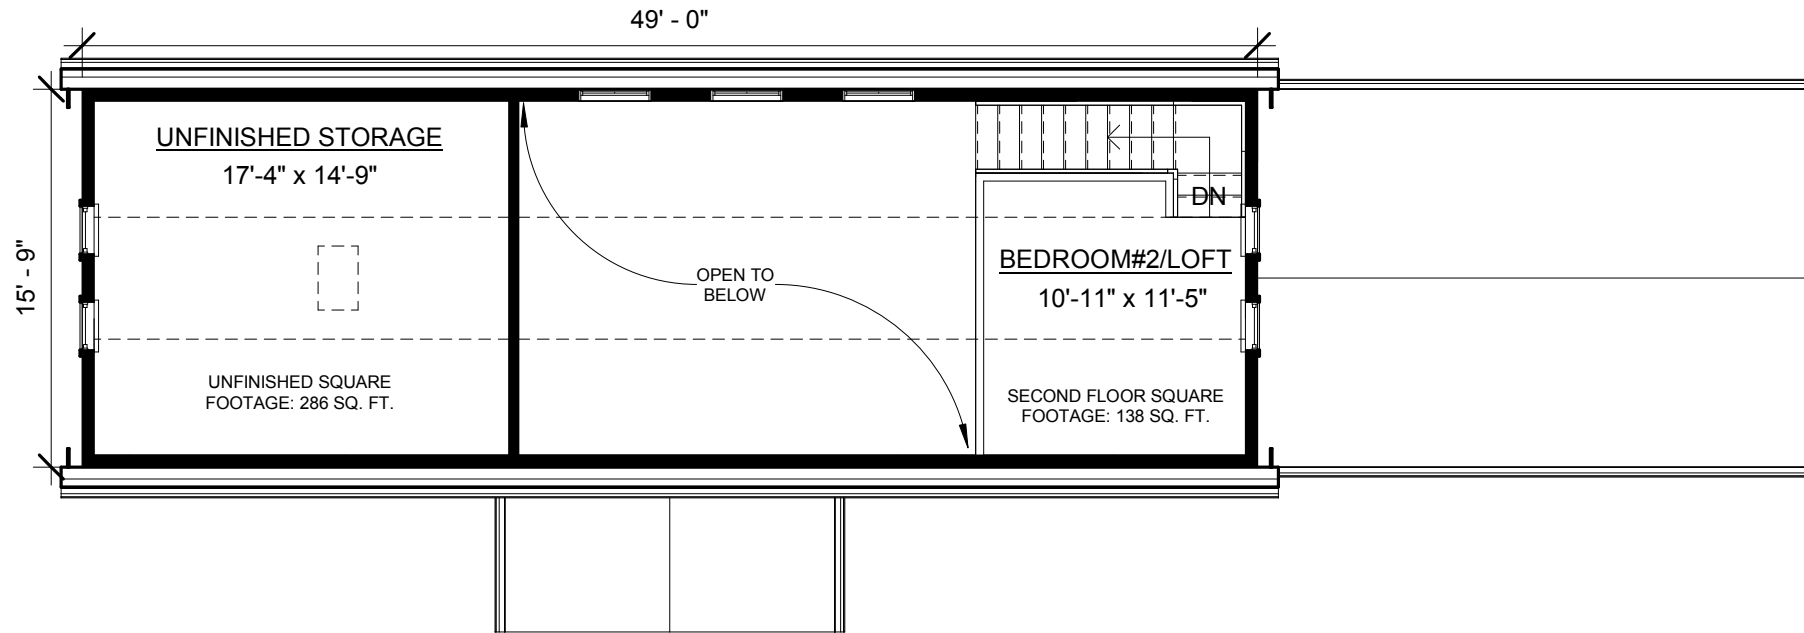 49' - 0"
15' - 9"
UNFINISHED STORAGE
17'-4" x 14'-9"
UNFINISHED SQUARE
FOOTAGE: 286 SQ. FT.
OPEN TO
BELOW
DN
BEDROOM#2/LOFT
10'-11" x 11'-5"
SECOND FLOOR SQUARE
FOOTAGE: 138 SQ. FT.